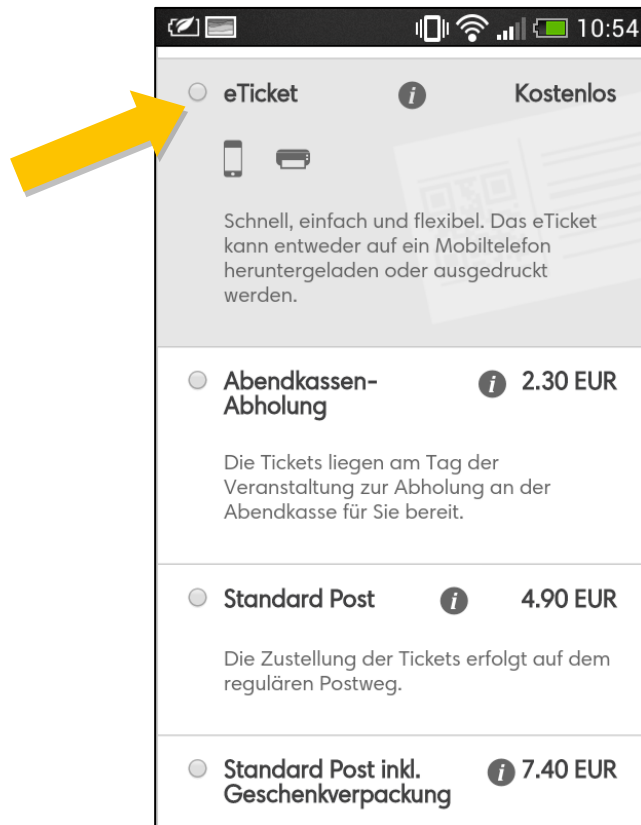 10:54
eTicket i Kostenlos
Schnell, einfach und flexibel. Das eTicket
kann entweder auf ein Mobiltelefon
heruntergeladen oder ausgedruckt
werden.
Abendkassen- i 2.30 EUR
Abholung
Die Tickets liegen am Tag der
Veranstaltung zur Abholung an der
Abendkasse für Sie bereit.
Standard Post i 4.90 EUR
Die Zustellung der Tickets erfolgt auf dem
regulären Postweg.
Standard Post inkl. i 7.40 EUR
Geschenkverpackung